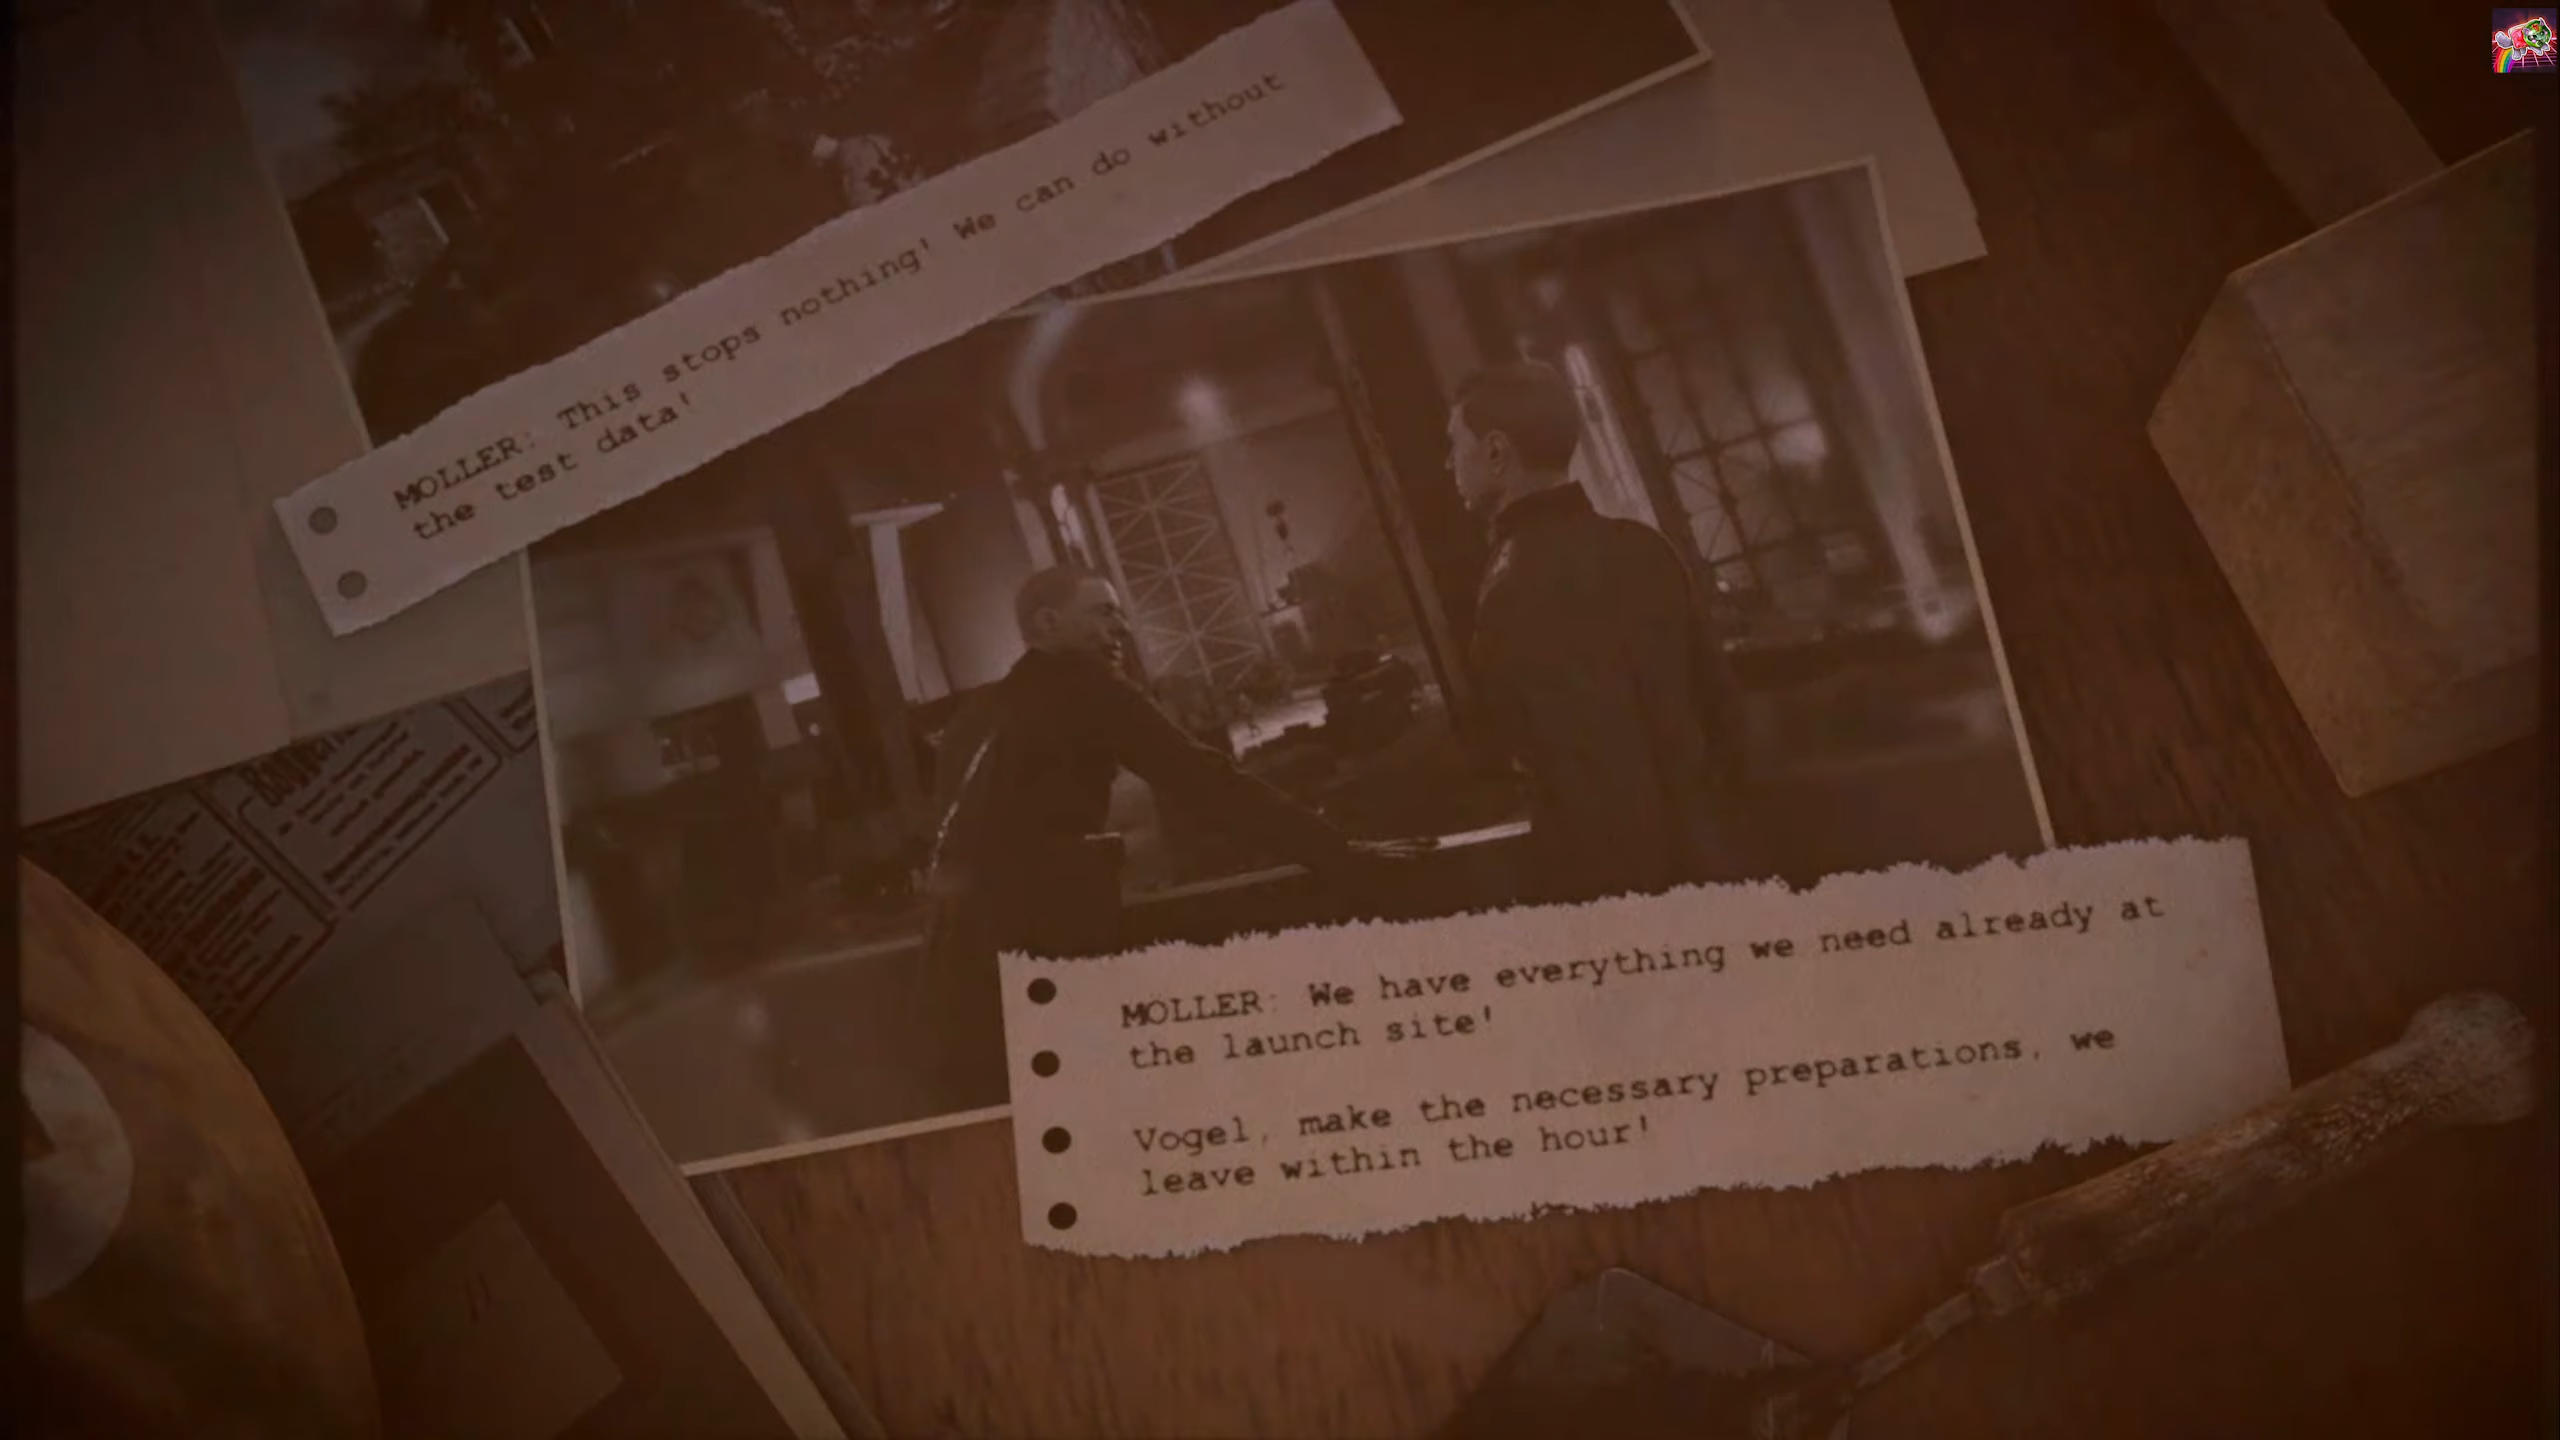 MOLLER: This stops nothing! We can do without
the test data!
MOLLER: We have everything we need already at
the launch site!
Vogel, make the necessary preparations, we
leave within the hour!